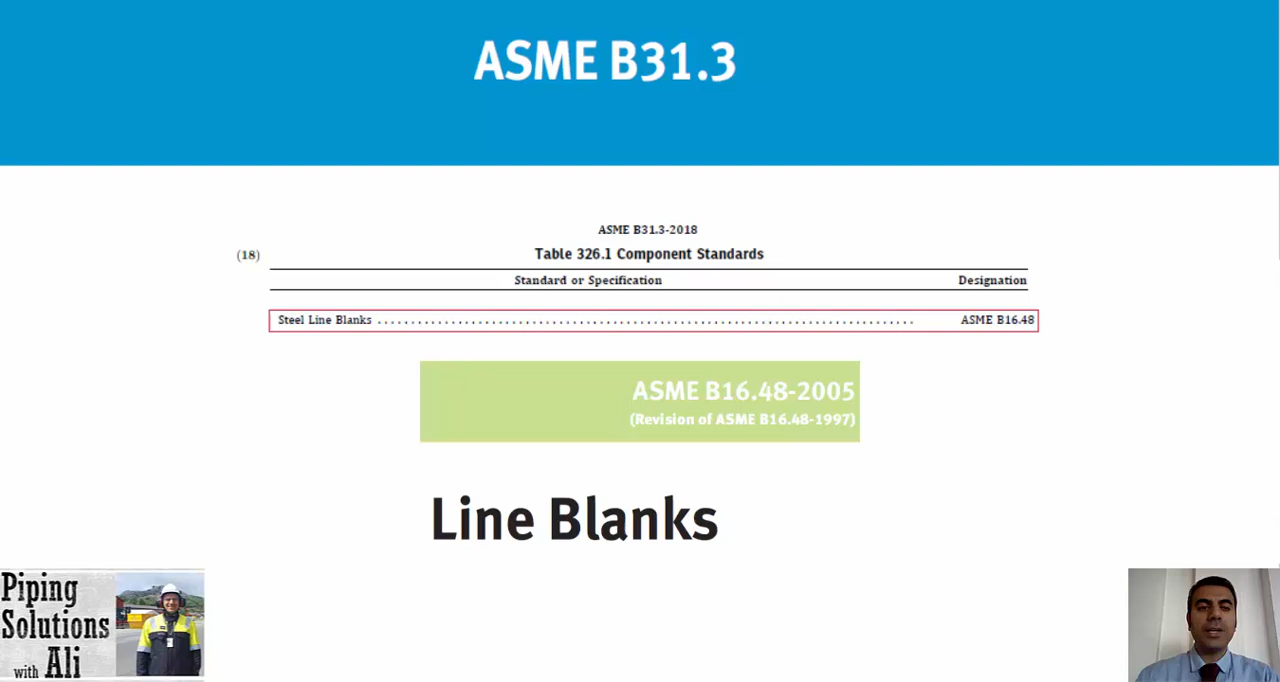 ASME B31.3
ASME B31.3-2018
(18)
Table 326.1 Component Standards
Standard or Specification
Designation
Steel Line Blanks ................................................................................ ASME B16.48
ASME B16.48-2005
(Revision of ASME B16.48-1997)
Line Blanks
Piping
Solutions
with Ali